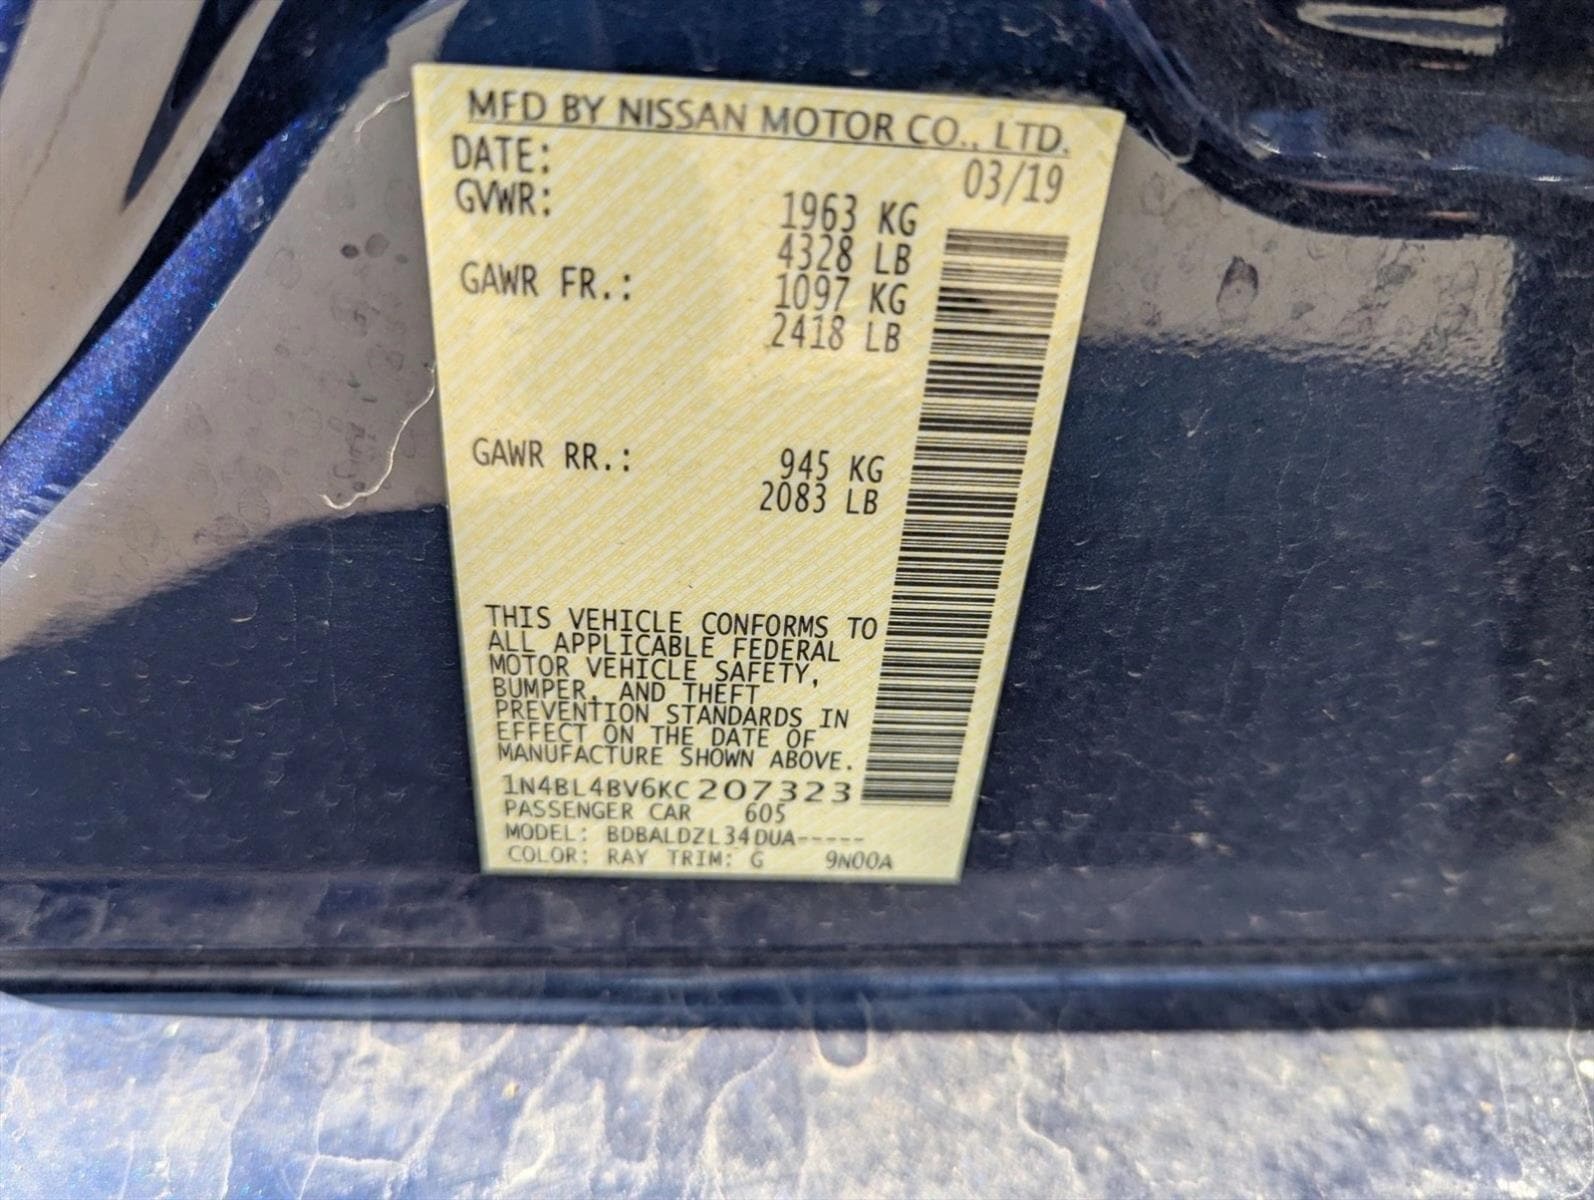 MFD BY NISSAN MOTOR CO., LTD.
DATE: 03/19
GVWR: 1963 KG
4328 LB
GAWR FR.: 1097 KG
2418 LB
GAWR RR.: 945 KG
2083 LB
THIS VEHICLE CONFORMS TO
ALL APPLICABLE FEDERAL
MOTOR VEHICLE SAFETY,
BUMPER, AND THEFT
PREVENTION STANDARDS IN
EFFECT ON THE DATE OF
MANUFACTURE SHOWN ABOVE.
1N4BL4BV6KC207323
PASSENGER CAR 605
MODEL: BDBALDZL34DUA-----
COLOR: RAY TRIM: G 9N00A